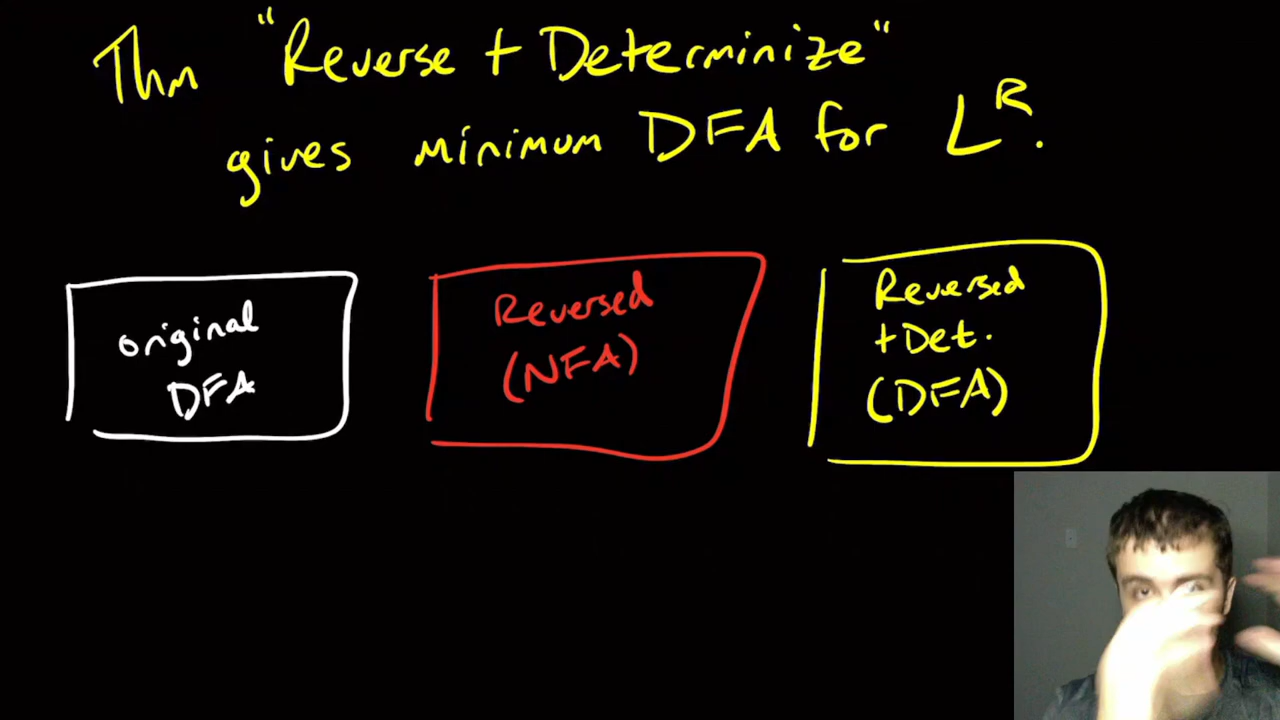 Thm "Reverse + Determinize"
gives minimum DFA for L^R.
original
DFA
Reversed
(NFA)
Reversed
+ Det.
(DFA)